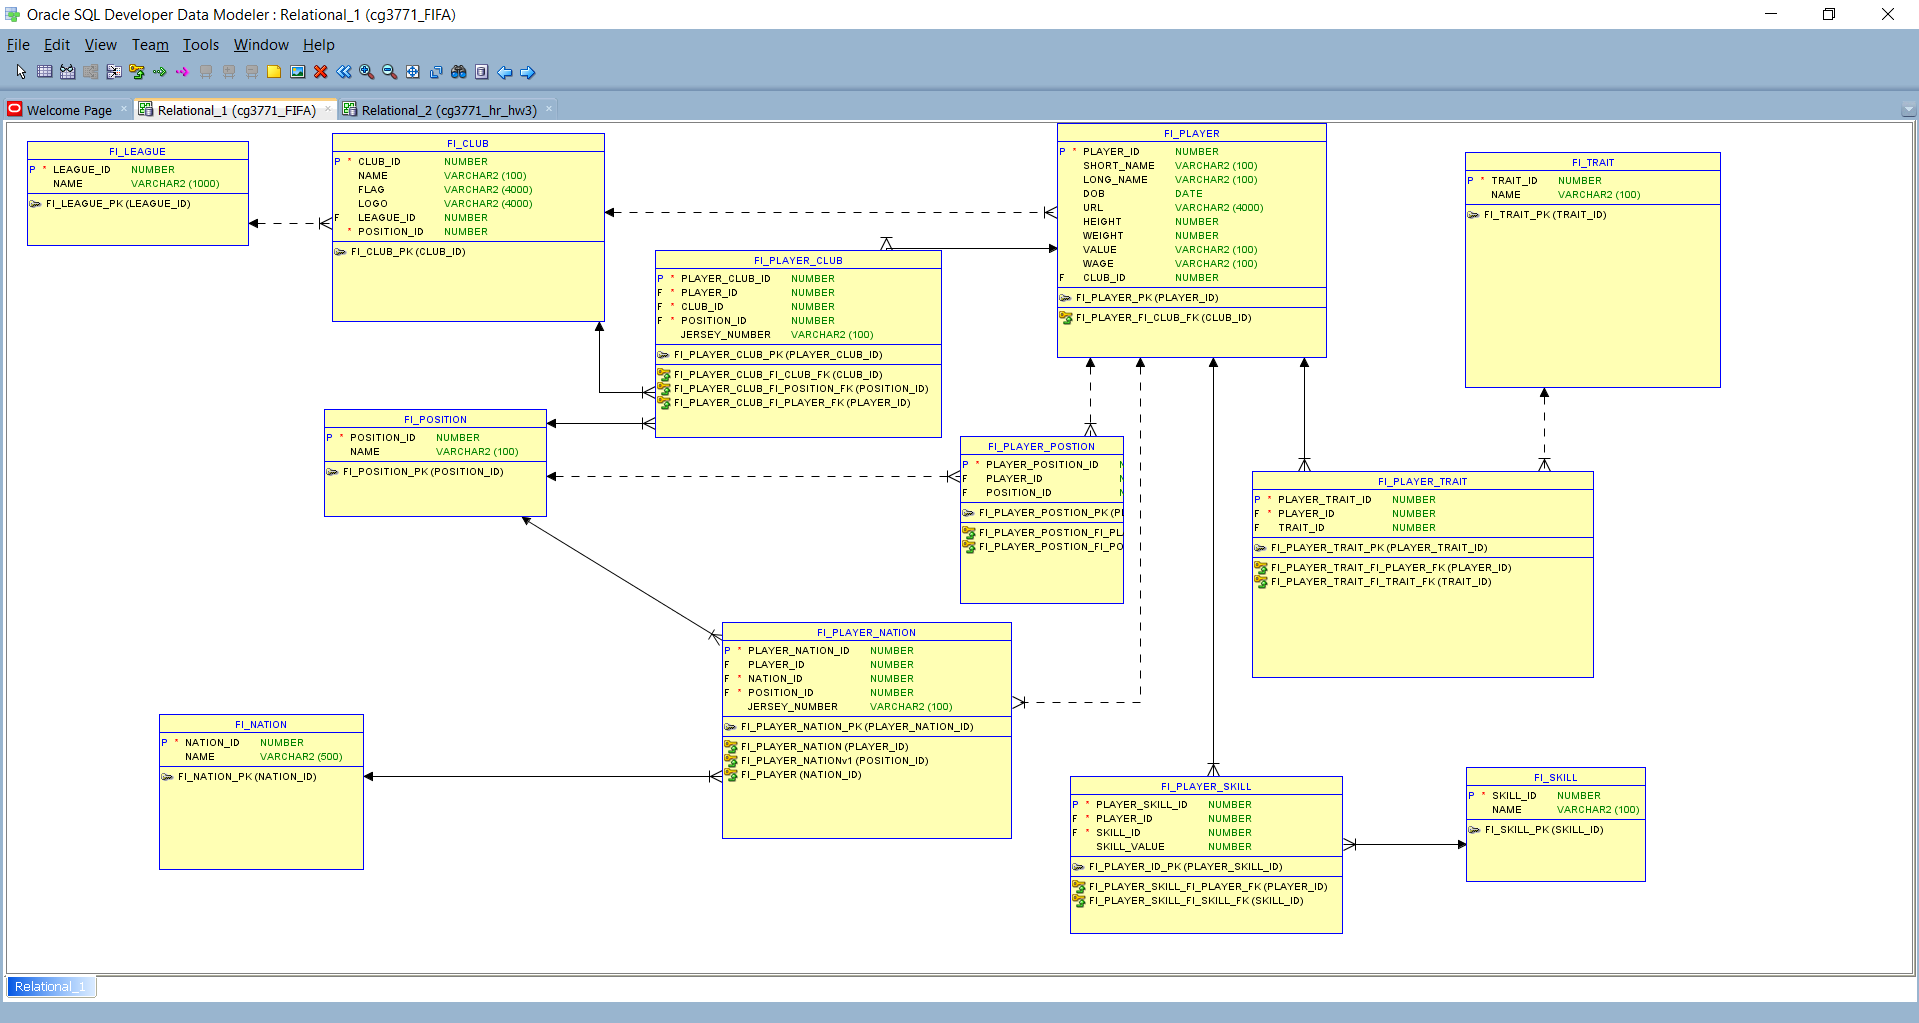 Oracle SQL Developer Data Modeler : Relational_1 (cg3771_FIFA)
File Edit View Team Tools Window Help
Welcome Page
Relational_1 (cg3771_FIFA)
Relational_2 (cg3771_hr_hw3)
FI_LEAGUE
P * LEAGUE_ID NUMBER
NAME VARCHAR2 (1000)
FI_LEAGUE_PK (LEAGUE_ID)
FI_CLUB
P * CLUB_ID NUMBER
NAME VARCHAR2 (100)
FLAG VARCHAR2 (4000)
LOGO VARCHAR2 (4000)
F LEAGUE_ID NUMBER
* POSITION_ID NUMBER
FI_CLUB_PK (CLUB_ID)
FI_PLAYER
P * PLAYER_ID NUMBER
SHORT_NAME VARCHAR2 (100)
LONG_NAME VARCHAR2 (100)
DOB DATE
URL VARCHAR2 (4000)
HEIGHT NUMBER
WEIGHT NUMBER
VALUE VARCHAR2 (100)
WAGE VARCHAR2 (100)
F CLUB_ID NUMBER
FI_PLAYER_PK (PLAYER_ID)
FI_PLAYER_FI_CLUB_FK (CLUB_ID)
FI_TRAIT
P * TRAIT_ID NUMBER
NAME VARCHAR2 (100)
FI_TRAIT_PK (TRAIT_ID)
FI_PLAYER_CLUB
P * PLAYER_CLUB_ID NUMBER
F * PLAYER_ID NUMBER
F * CLUB_ID NUMBER
F * POSITION_ID NUMBER
JERSEY_NUMBER VARCHAR2 (100)
FI_PLAYER_CLUB_PK (PLAYER_CLUB_ID)
FI_PLAYER_CLUB_FI_CLUB_FK (CLUB_ID)
FI_PLAYER_CLUB_FI_POSITION_FK (POSITION_ID)
FI_PLAYER_CLUB_FI_PLAYER_FK (PLAYER_ID)
FI_POSITION
P * POSITION_ID NUMBER
NAME VARCHAR2 (100)
FI_POSITION_PK (POSITION_ID)
FI_PLAYER_POSTION
P * PLAYER_POSITION_ID
F PLAYER_ID
F POSITION_ID
FI_PLAYER_POSTION_PK (Pl
FI_PLAYER_POSTION_FI_PL
FI_PLAYER_POSTION_FI_PO
FI_PLAYER_TRAIT
P * PLAYER_TRAIT_ID NUMBER
F * PLAYER_ID NUMBER
F TRAIT_ID NUMBER
FI_PLAYER_TRAIT_PK (PLAYER_TRAIT_ID)
FI_PLAYER_TRAIT_FI_PLAYER_FK (PLAYER_ID)
FI_PLAYER_TRAIT_FI_TRAIT_FK (TRAIT_ID)
FI_PLAYER_NATION
P * PLAYER_NATION_ID NUMBER
F PLAYER_ID NUMBER
F * NATION_ID NUMBER
F * POSITION_ID NUMBER
JERSEY_NUMBER VARCHAR2 (100)
FI_PLAYER_NATION_PK (PLAYER_NATION_ID)
FI_PLAYER_NATION (PLAYER_ID)
FI_PLAYER_NATIONv1 (POSITION_ID)
FI_PLAYER (NATION_ID)
FI_NATION
P * NATION_ID NUMBER
NAME VARCHAR2 (500)
FI_NATION_PK (NATION_ID)
FI_PLAYER_SKILL
P * PLAYER_SKILL_ID NUMBER
F * PLAYER_ID NUMBER
F * SKILL_ID NUMBER
SKILL_VALUE NUMBER
FI_PLAYER_ID_PK (PLAYER_SKILL_ID)
FI_PLAYER_SKILL_FI_PLAYER_FK (PLAYER_ID)
FI_PLAYER_SKILL_FI_SKILL_FK (SKILL_ID)
FI_SKILL
P * SKILL_ID NUMBER
NAME VARCHAR2 (100)
FI_SKILL_PK (SKILL_ID)
Relational_1